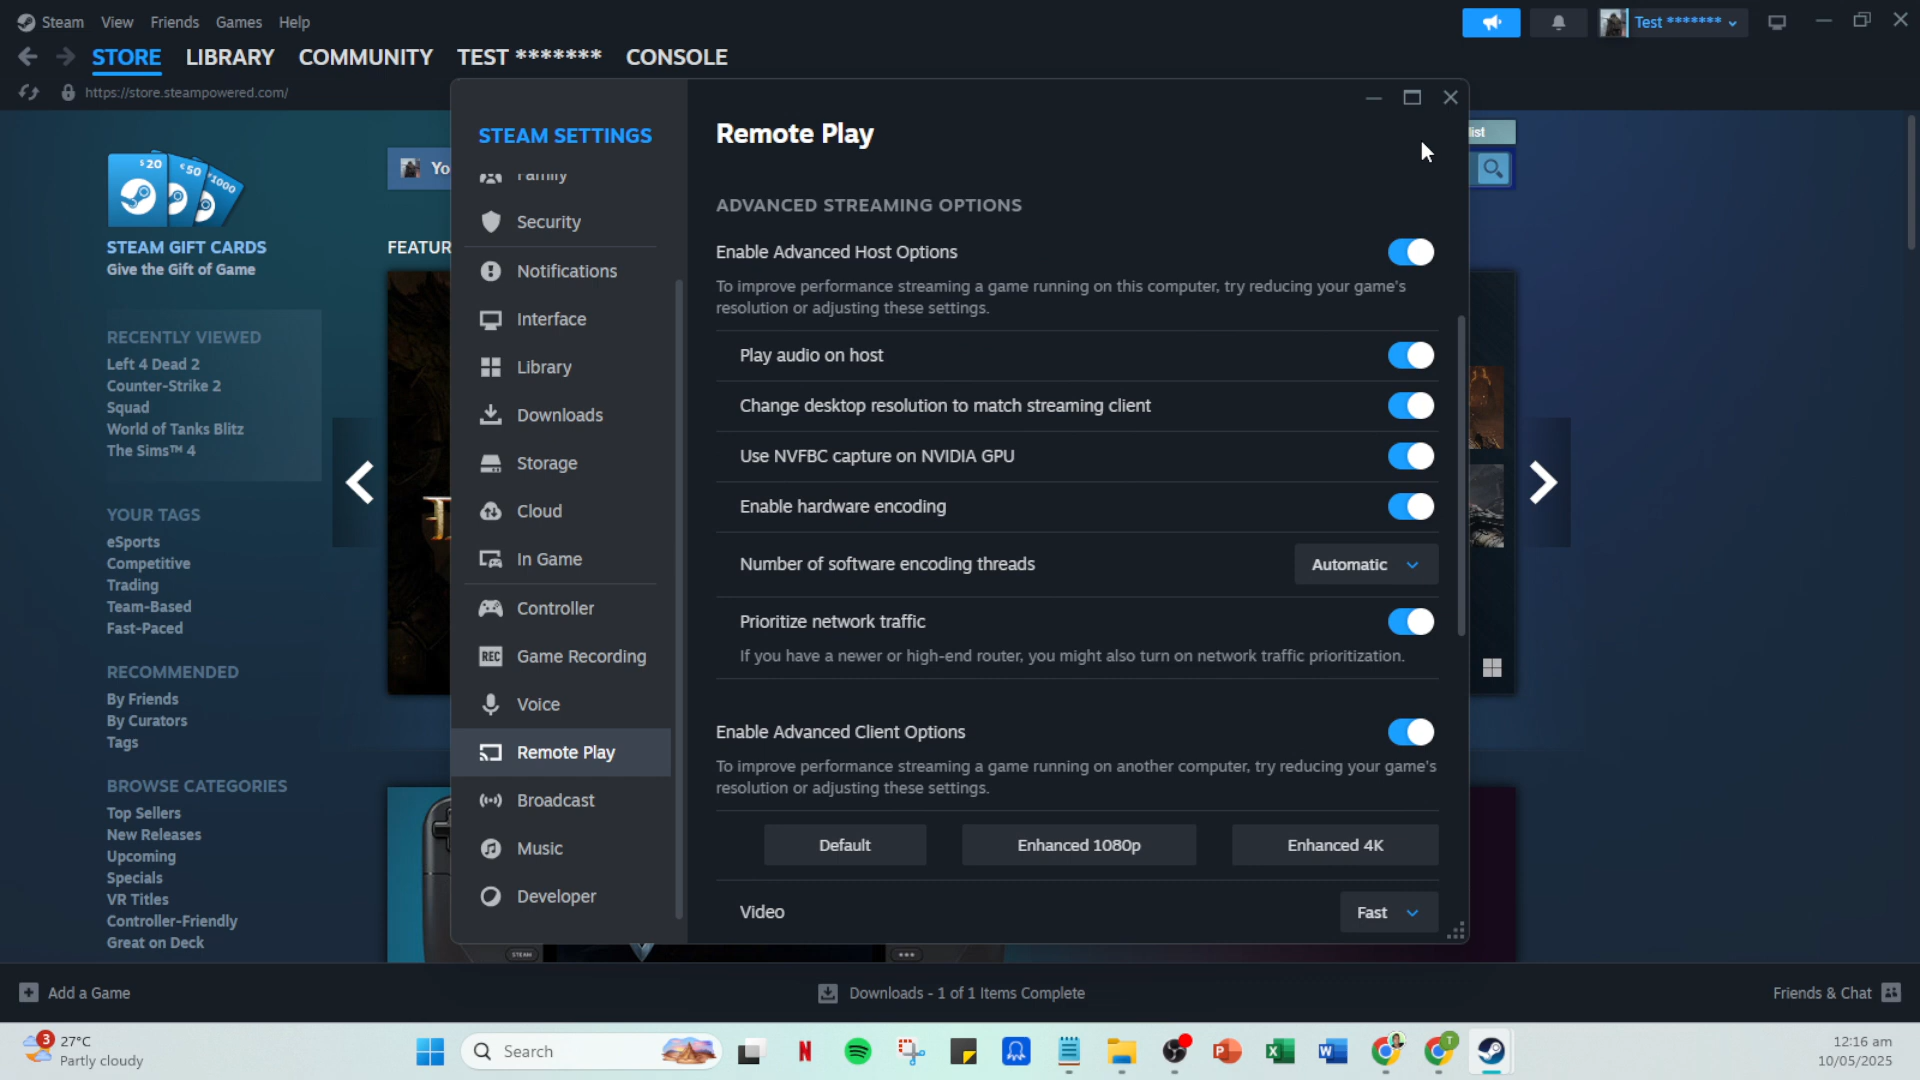 Steam View Friends Games Help
Test *******
STORE LIBRARY COMMUNITY TEST ******* CONSOLE
https://store.steampowered.com/
$20 €50 $1000
STEAM GIFT CARDS
Give the Gift of Game
RECENTLY VIEWED
Left 4 Dead 2
Counter-Strike 2
Squad
World of Tanks Blitz
The Sims™ 4
YOUR TAGS
eSports
Competitive
Trading
Team-Based
Fast-Paced
RECOMMENDED
By Friends
By Curators
Tags
BROWSE CATEGORIES
Top Sellers
New Releases
Upcoming
Specials
VR Titles
Controller-Friendly
Great on Deck
Yo
FEATUR
list
STEAM SETTINGS
Family
Security
Notifications
Interface
Library
Downloads
Storage
Cloud
In Game
Controller
REC Game Recording
Voice
Remote Play
Broadcast
Music
Developer
Remote Play
ADVANCED STREAMING OPTIONS
Enable Advanced Host Options
To improve performance streaming a game running on this computer, try reducing your game's
resolution or adjusting these settings.
Play audio on host
Change desktop resolution to match streaming client
Use NVFBC capture on NVIDIA GPU
Enable hardware encoding
Number of software encoding threads Automatic
Prioritize network traffic
If you have a newer or high-end router, you might also turn on network traffic prioritization.
Enable Advanced Client Options
To improve performance streaming a game running on another computer, try reducing your game's
resolution or adjusting these settings.
Default Enhanced 1080p Enhanced 4K
Video Fast
STEAM
Add a Game
Downloads - 1 of 1 Items Complete
Friends & Chat
3
27°C
Partly cloudy
Search
T
12:16 am
10/05/2025